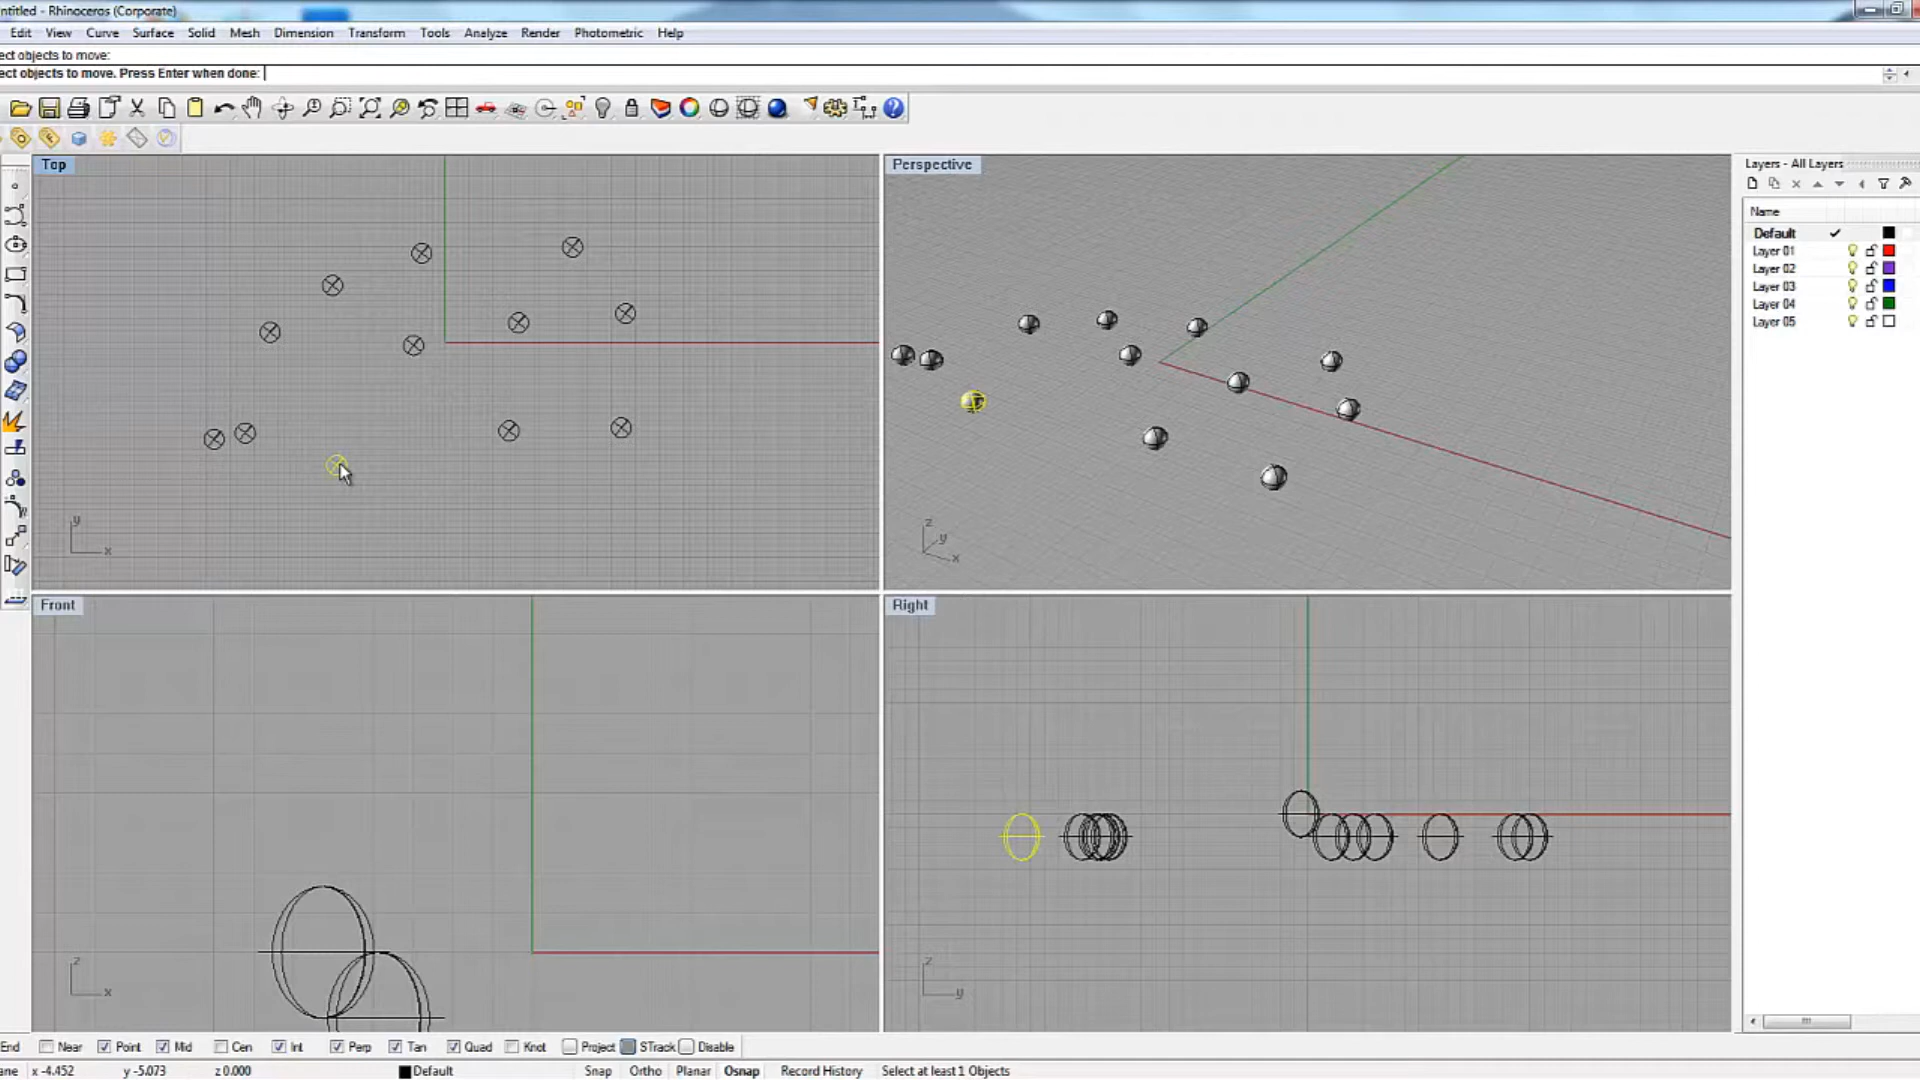 ntitled - Rhinoceros (Corporate)
Edit View Curve Surface Solid Mesh Dimension Transform Tools Analyze Render Photometric Help
ect objects to move:
ect objects to move. Press Enter when done:
Top
Perspective
Layers - All Layers
Name
Default
Layer 01
Layer 02
Layer 03
Layer 04
Layer 05
y
x
z
y
x
Front
Right
z
x
z
y
End Near Point Mid Cen Int Perp Tan Quad Knot Project STrack Disable
ane x -4.452 y -5.073 z 0.000 Default Snap Ortho Planar Osnap Record History Select at least 1 Objects